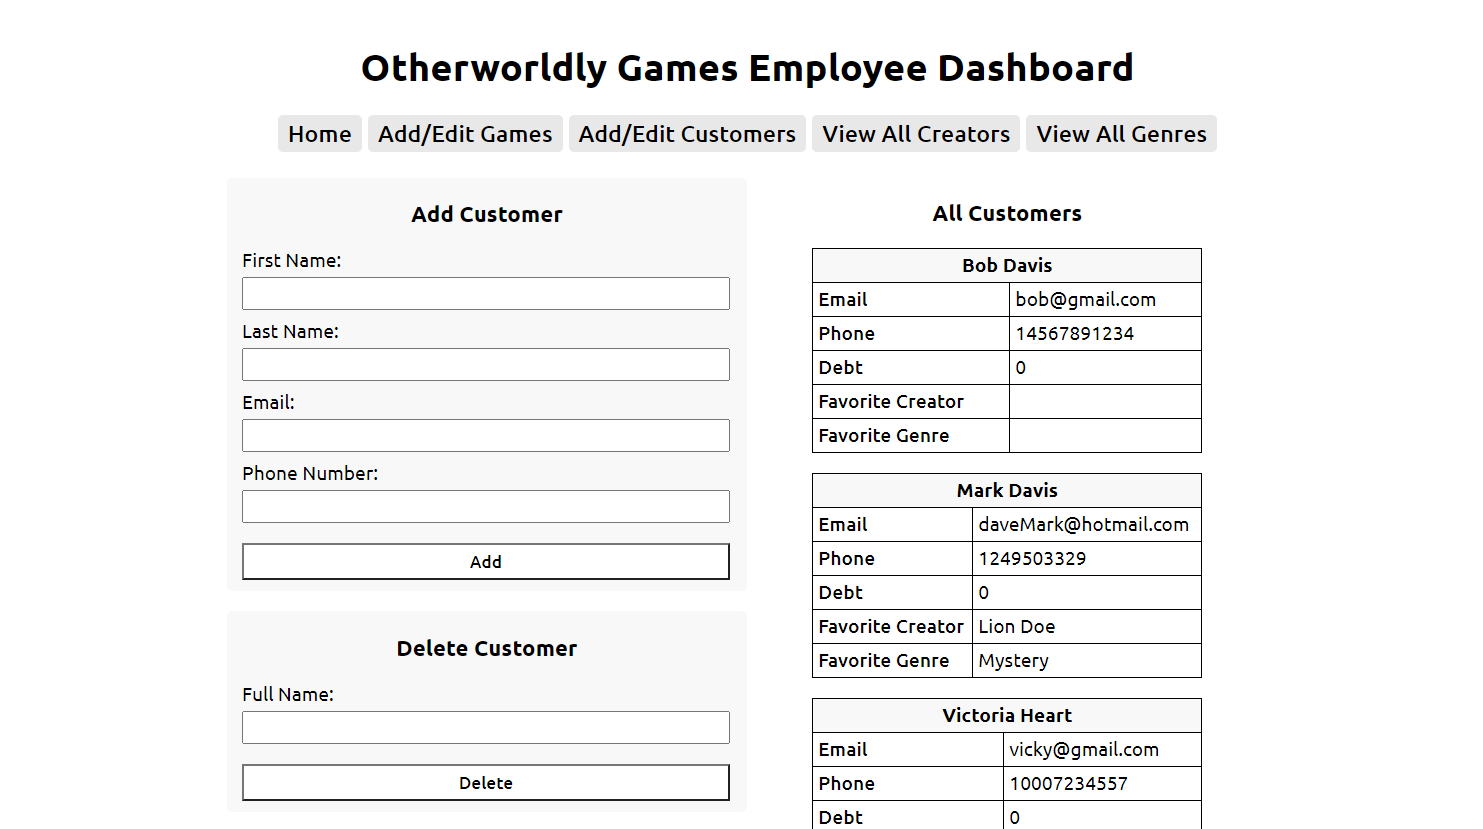 Otherworldly Games Employee Dashboard
Home Add/Edit Games Add/Edit Customers View All Creators View All Genres
Add Customer
First Name:
Last Name:
Email:
Phone Number:
Add
Delete Customer
Full Name:
Delete
All Customers
Bob Davis
Email bob@gmail.com
Phone 14567891234
Debt 0
Favorite Creator
Favorite Genre
Mark Davis
Email daveMark@hotmail.com
Phone 1249503329
Debt 0
Favorite Creator Lion Doe
Favorite Genre Mystery
Victoria Heart
Email vicky@gmail.com
Phone 10007234557
Debt 0